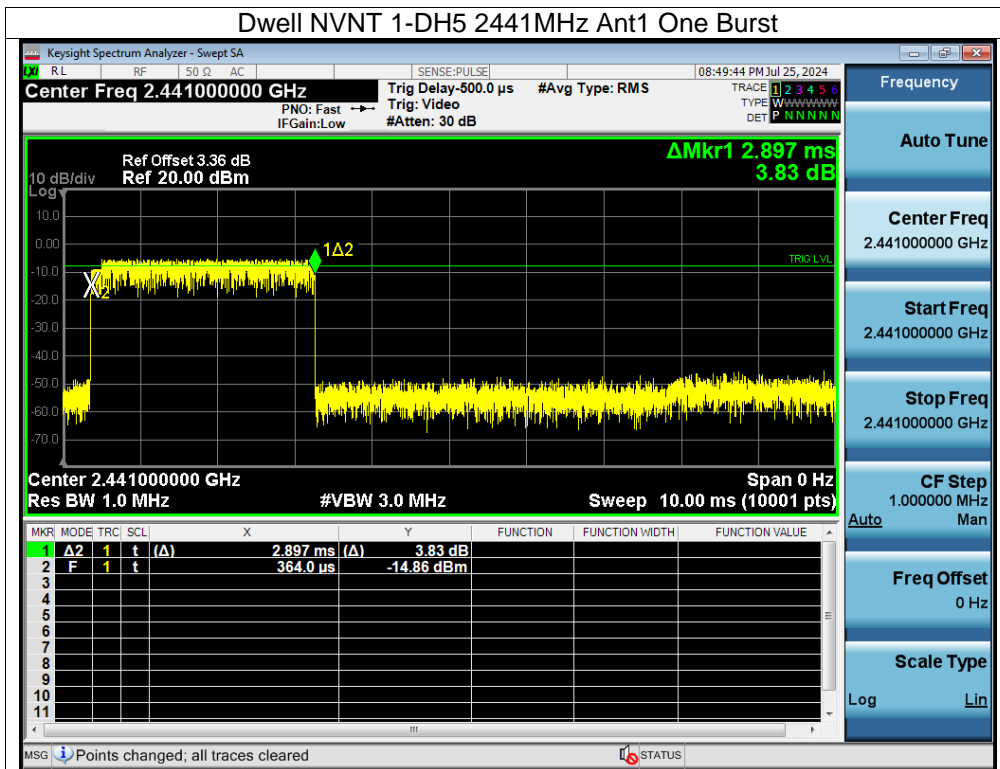 Dwell NVNT 1-DH5 2441MHz Ant1 One Burst
Keysight Spectrum Analyzer - Swept SA
LXI RL RF 50 Ω AC SENSE:PULSE 08:49:44 PM Jul 25, 2024
Center Freq 2.441000000 GHz Trig Delay-500.0 µs #Avg Type: RMS TRACE 1 2 3 4 5 6
PNO: Fast Trig: Video TYPE WWWWWW
IFGain:Low #Atten: 30 dB DET P N N N N N
Ref Offset 3.36 dB ΔMkr1 2.897 ms
10 dB/div Ref 20.00 dBm 3.83 dB
Log
10.0
0.00 1Δ2
TRIG LVL
-10.0
2
-20.0
-30.0
-40.0
-50.0
-60.0
-70.0
Center 2.441000000 GHz Span 0 Hz
Res BW 1.0 MHz #VBW 3.0 MHz Sweep 10.00 ms (10001 pts)
MKR MODE TRC SCL X Y FUNCTION FUNCTION WIDTH FUNCTION VALUE
1 Δ2 1 t (Δ) 2.897 ms (Δ) 3.83 dB
2 F 1 t 364.0 µs -14.86 dBm
3
4
5
6
7
8
9
10
11
MSG Points changed; all traces cleared STATUS
Frequency
Auto Tune
Center Freq
2.441000000 GHz
Start Freq
2.441000000 GHz
Stop Freq
2.441000000 GHz
CF Step
1.000000 MHz
Auto Man
Freq Offset
0 Hz
Scale Type
Log Lin